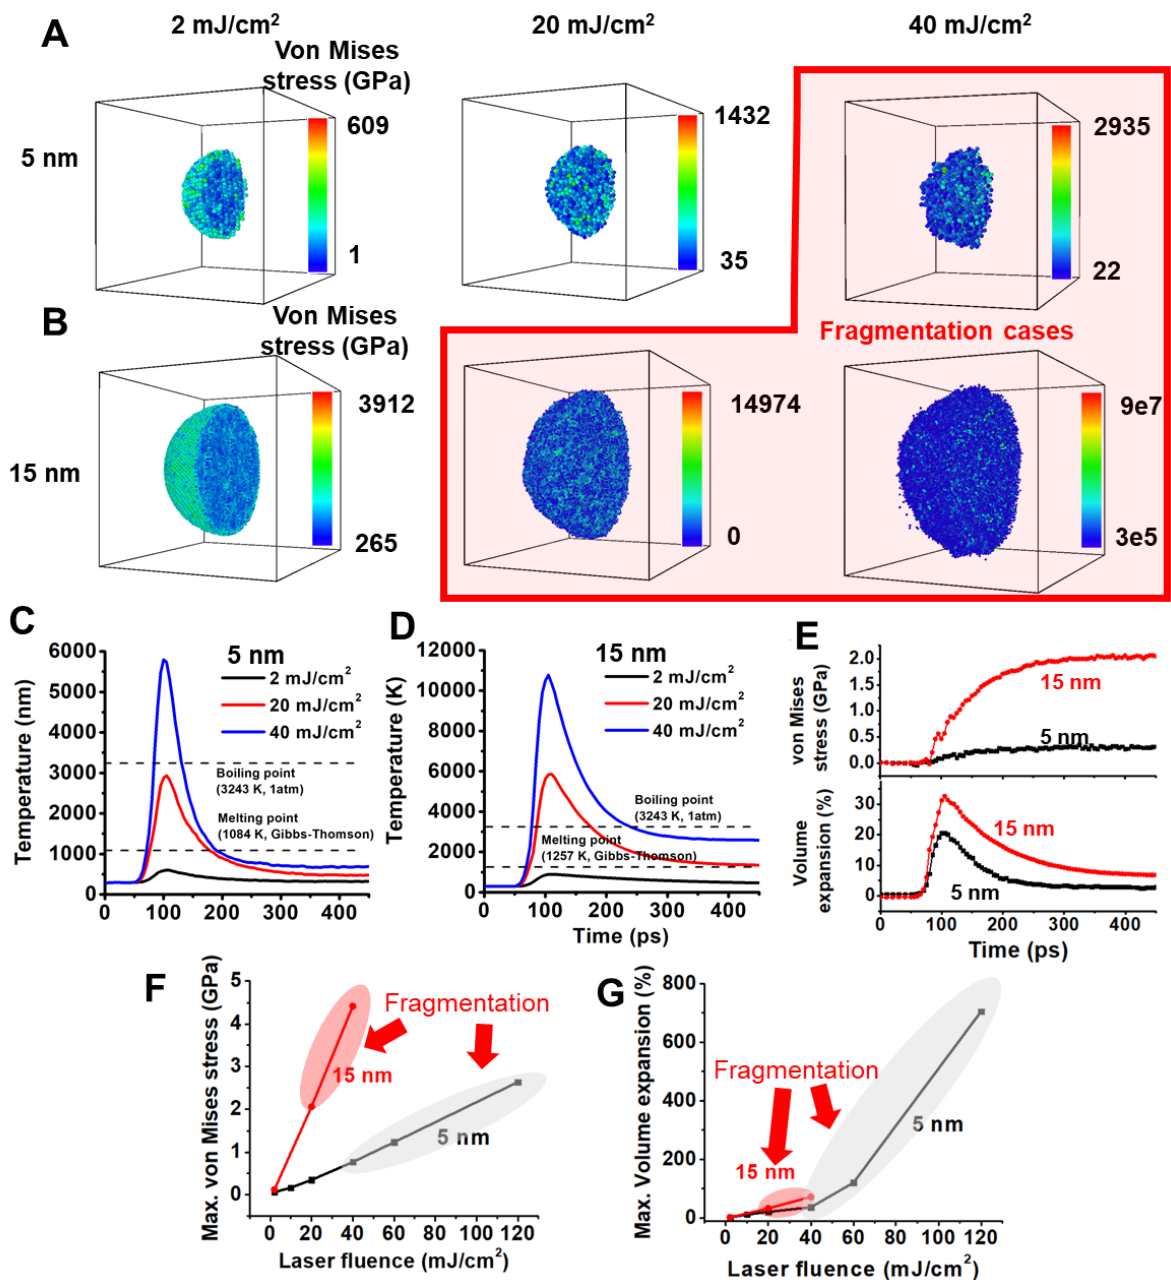 A
2 mJ/cm²
20 mJ/cm²
40 mJ/cm²
Von Mises
stress (GPa)
5 nm
609
1
1432
35
2935
22
B
Von Mises
stress (GPa)
Fragmentation cases
15 nm
3912
265
14974
0
9e7
3e5
C
5 nm
Temperature (nm)
6000
5000
4000
3000
2000
1000
0
2 mJ/cm²
20 mJ/cm²
40 mJ/cm²
Boiling point
(3243 K, 1atm)
Melting point
(1084 K, Gibbs-Thomson)
0 100 200 300 400
D
15 nm
Temperature (K)
12000
10000
8000
6000
4000
2000
0
2 mJ/cm²
20 mJ/cm²
40 mJ/cm²
Boiling point
(3243 K, 1atm)
Melting point
(1257 K, Gibbs-Thomson)
0 100 200 300 400
Time (ps)
E
von Mises
stress (GPa)
2.0
1.5
1.0
0.5
0.0
15 nm
5 nm
Volume
expansion (%)
30
20
10
0
15 nm
5 nm
0 100 200 300 400
Time (ps)
F
Max. von Mises stress (GPa)
5
4
3
2
1
0
Fragmentation
15 nm
5 nm
0 20 40 60 80 100 120
Laser fluence (mJ/cm²)
G
Max. Volume expansion (%)
800
600
400
200
0
Fragmentation
15 nm
5 nm
0 20 40 60 80 100 120
Laser fluence (mJ/cm²)